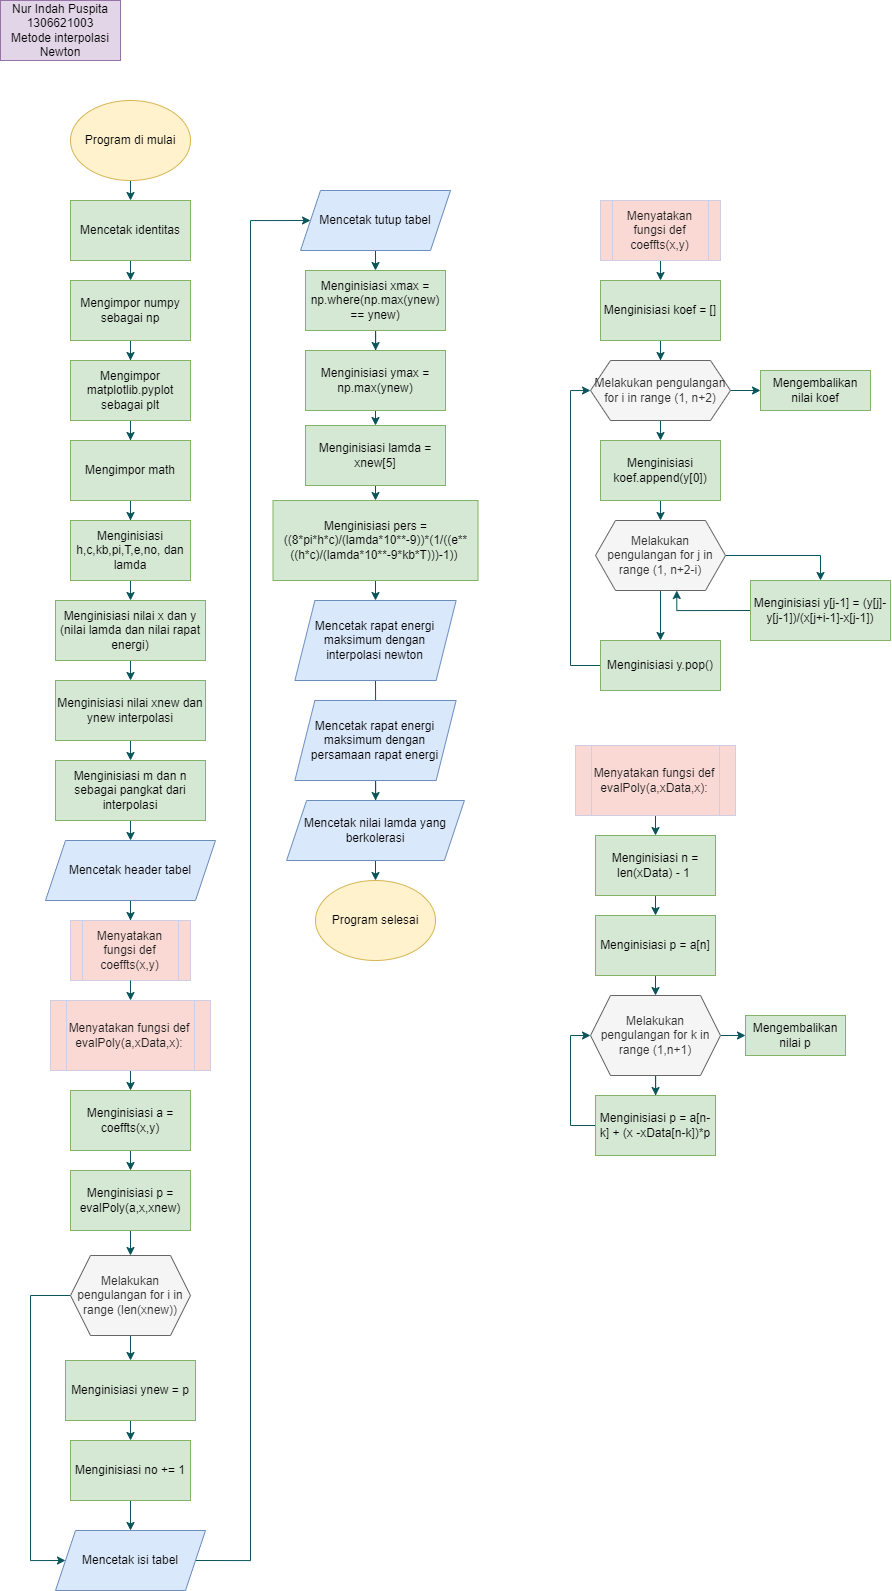 Nur Indah Puspita
1306621003
Metode interpolasi
Newton
Program di mulai
Mencetak identitas
Mengimpor numpy
sebagai np
Mengimpor
matplotlib.pyplot
sebagai plt
Mengimpor math
Menginisiasi
h,c,kb,pi,T,e,no, dan
lamda
Menginisiasi nilai x dan y
(nilai lamda dan nilai rapat
energi)
Menginisiasi nilai xnew dan
ynew interpolasi
Menginisiasi m dan n
sebagai pangkat dari
interpolasi
Mencetak header tabel
Menyatakan
fungsi def
coeffts(x,y)
Menyatakan fungsi def
evalPoly(a,xData,x):
Menginisiasi a =
coeffts(x,y)
Menginisiasi p =
evalPoly(a,x,xnew)
Melakukan
pengulangan for i in
range (len(xnew))
Menginisiasi ynew = p
Menginisiasi no += 1
Mencetak isi tabel
Mencetak tutup tabel
Menginisiasi xmax =
np.where(np.max(ynew)
== ynew)
Menginisiasi ymax =
np.max(ynew)
Menginisiasi lamda =
xnew[5]
Menginisiasi pers =
((8*pi*h*c)/(lamda*10**-9))*(1/((e**
((h*c)/(lamda*10**-9*kb*T)))-1))
Mencetak rapat energi
maksimum dengan
interpolasi newton
Mencetak rapat energi
maksimum dengan
persamaan rapat energi
Mencetak nilai lamda yang
berkolerasi
Program selesai
Menyatakan
fungsi def
coeffts(x,y)
Menginisiasi koef = []
Melakukan pengulangan
for i in range (1, n+2)
Mengembalikan
nilai koef
Menginisiasi
koef.append(y[0])
Melakukan
pengulangan for j in
range (1, n+2-i)
Menginisiasi y[j-1] = (y[j]-
y[j-1])/(x[j+i-1]-x[j-1])
Menginisiasi y.pop()
Menyatakan fungsi def
evalPoly(a,xData,x):
Menginisiasi n =
len(xData) - 1
Menginisiasi p = a[n]
Melakukan
pengulangan for k in
range (1,n+1)
Mengembalikan
nilai p
Menginisiasi p = a[n-
k] + (x -xData[n-k])*p